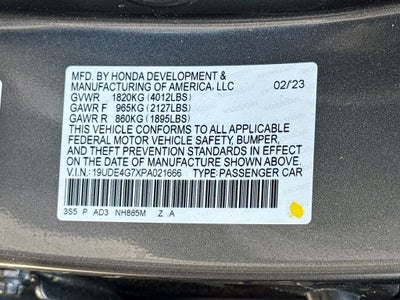 MFD. BY HONDA DEVELOPMENT &
MANUFACTURING OF AMERICA, LLC 02/'23
GVWR 1820KG (4012LBS)
GAWR F 965KG (2127LBS)
GAWR R 860KG (1895LBS)
THIS VEHICLE CONFORMS TO ALL APPLICABLE
FEDERAL MOTOR VEHICLE SAFETY, BUMPER,
AND THEFT PREVENTION STANDARDS IN EFFECT
ON THE DATE OF MANUFACTURE SHOWN ABOVE.
V.I.N.: 19UDE4G7XPA021666 TYPE:PASSENGER CAR
3S5 P AD3 NH885M Z A